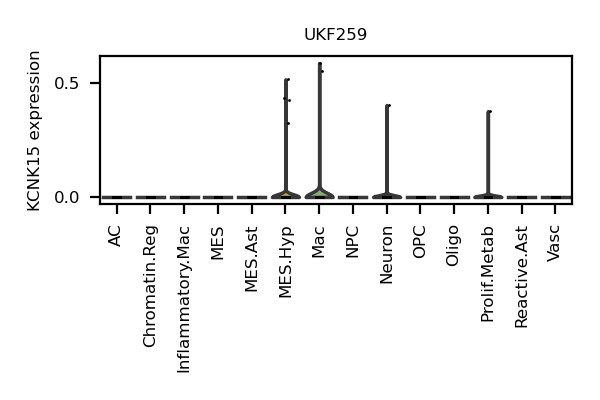 UKF259
KCNK15 expression
0.5
0.0
AC
Chromatin.Reg
Inflammatory.Mac
MES
MES.Ast
MES.Hyp
Mac
NPC
Neuron
OPC
Oligo
Prolif.Metab
Reactive.Ast
Vasc